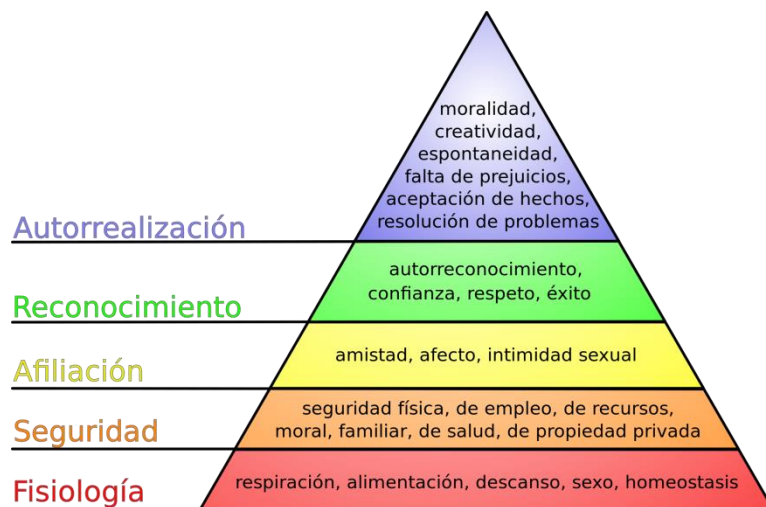 moralidad,
creatividad,
espontaneidad,
falta de prejuicios,
aceptación de hechos,
resolución de problemas
Autorrealización
autorreconocimiento,
confianza, respeto, éxito
Reconocimiento
amistad, afecto, intimidad sexual
Afiliación
seguridad física, de empleo, de recursos,
moral, familiar, de salud, de propiedad privada
Seguridad
respiración, alimentación, descanso, sexo, homeostasis
Fisiología